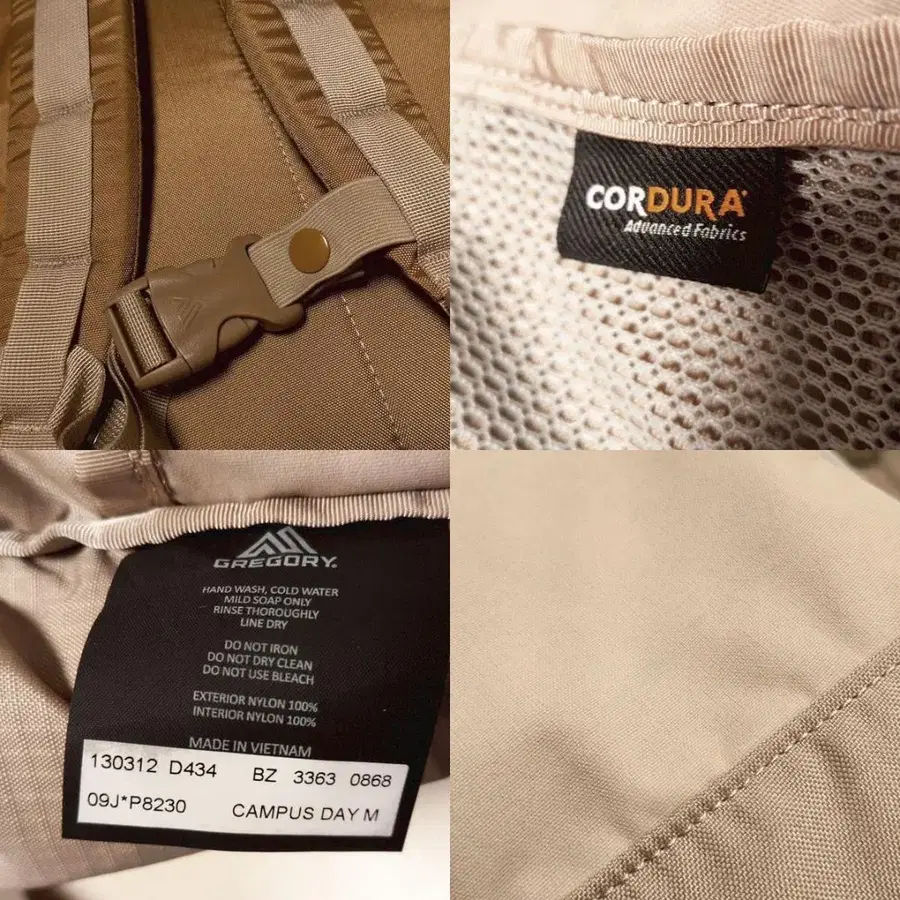 CORDURA®
Advanced Fabrics
GREGORY.
HAND WASH, COLD WATER
MILD SOAP ONLY
RINSE THOROUGHLY
LINE DRY
DO NOT IRON
DO NOT DRY CLEAN
DO NOT USE BLEACH
EXTERIOR NYLON 100%
INTERIOR NYLON 100%
MADE IN VIETNAM
130312 D434 BZ 3363 0868
09J*P8230 CAMPUS DAY M